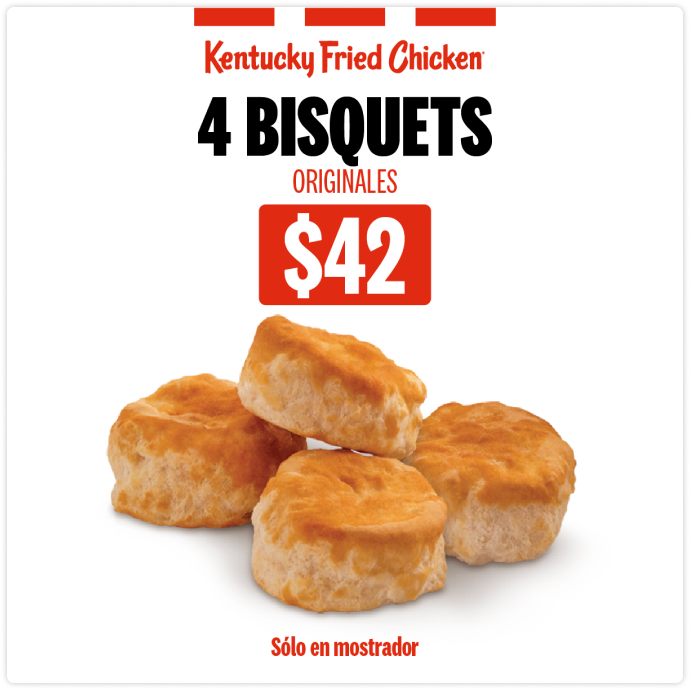 Kentucky Fried Chicken
4 BISQUETS
ORIGINALES
$42
Sólo en mostrador